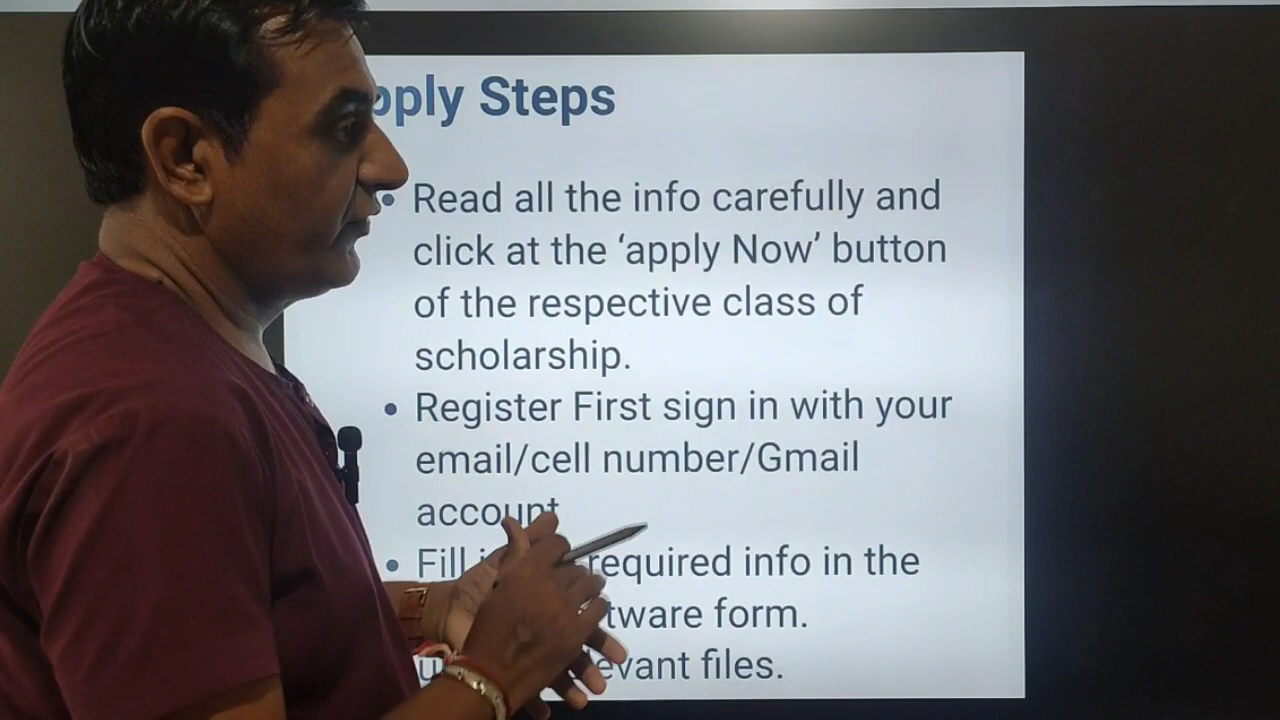 pply Steps
• Read all the info carefully and
click at the ‘apply Now’ button
of the respective class of
scholarship.
• Register First sign in with your
email/cell number/Gmail
account
• Fill required info in the
tware form.
evant files.